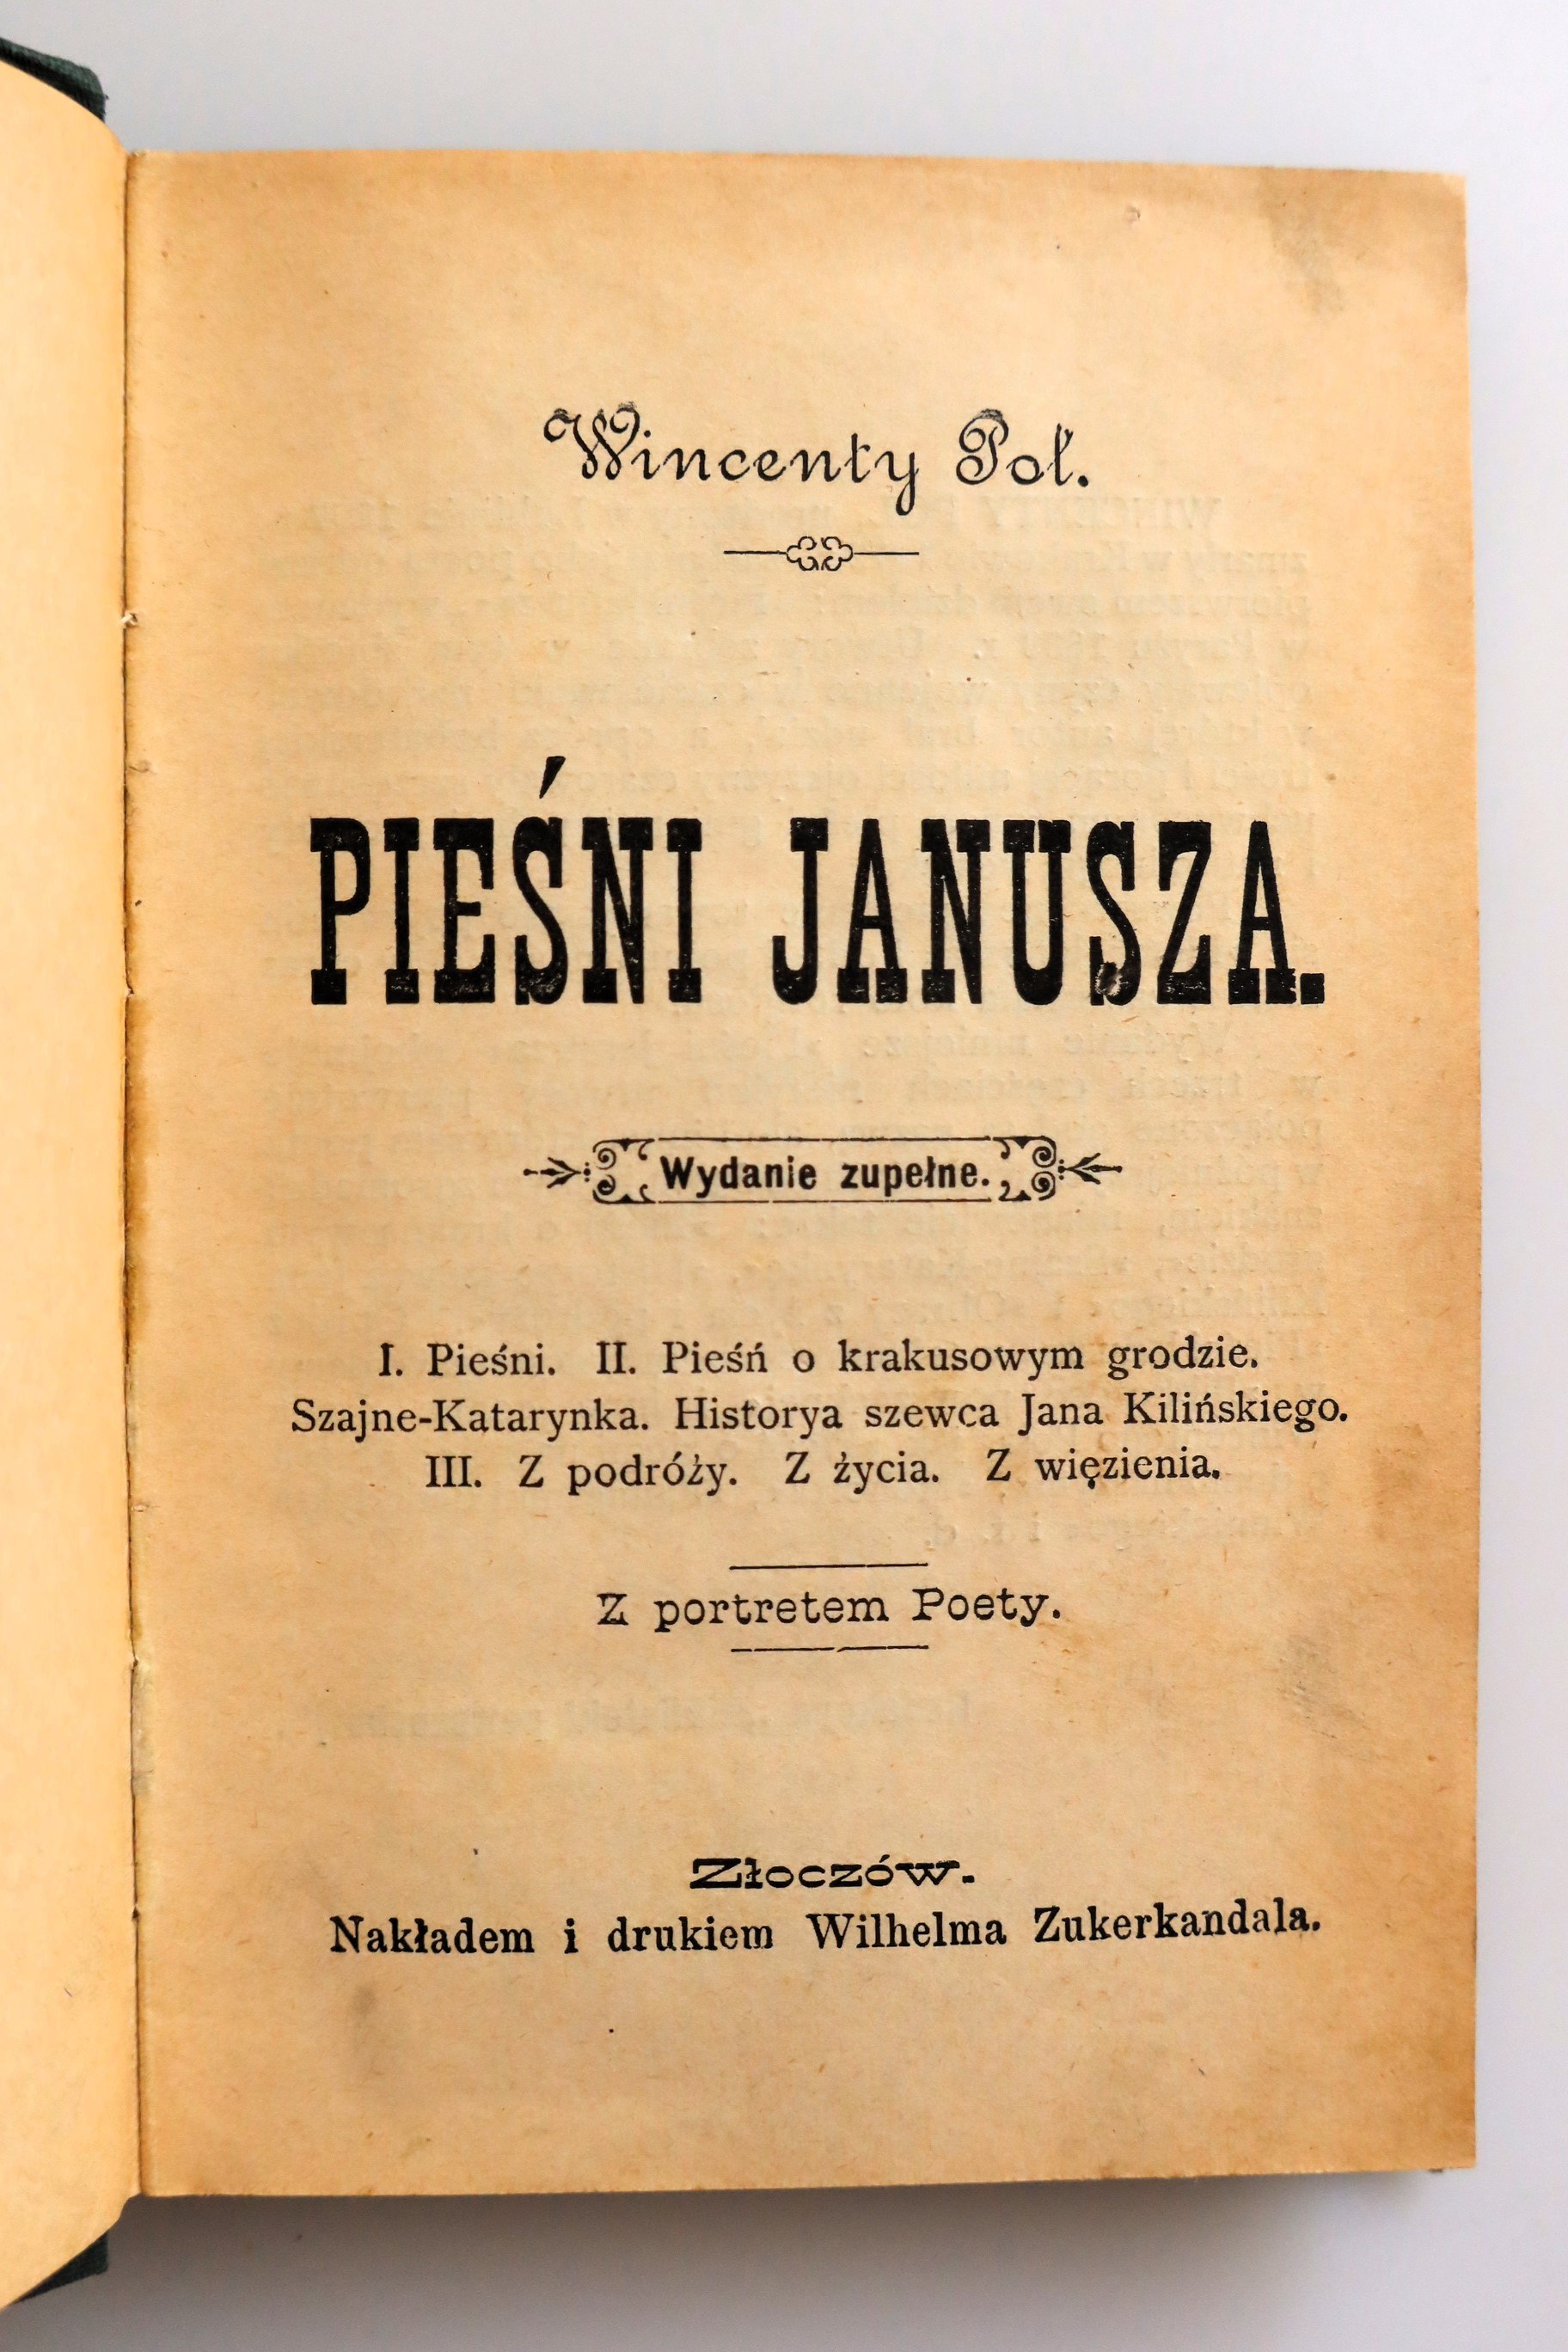 Wincenty Pol.
PIEŚNI JANUSZA.
Wydanie zupełne.
I. Pieśni. II. Pieśń o krakusowym grodzie.
Szajne-Katarynka. Historya szewca Jana Kilińskiego.
III. Z podróży. Z życia. Z więzienia.
Z portretem Poety.
Złoczów.
Nakładem i drukiem Wilhelma Zukerkandala.